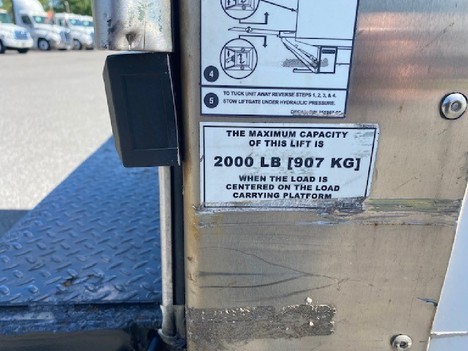 4
TO TUCK UNIT AWAY REVERSE STEPS 1, 2, 3, & 4.
5
STOW LIFTGATE UNDER HYDRAULIC PRESSURE.
THE MAXIMUM CAPACITY
OF THIS LIFT IS
2000 LB [907 KG]
WHEN THE LOAD IS
CENTERED ON THE LOAD
CARRYING PLATFORM